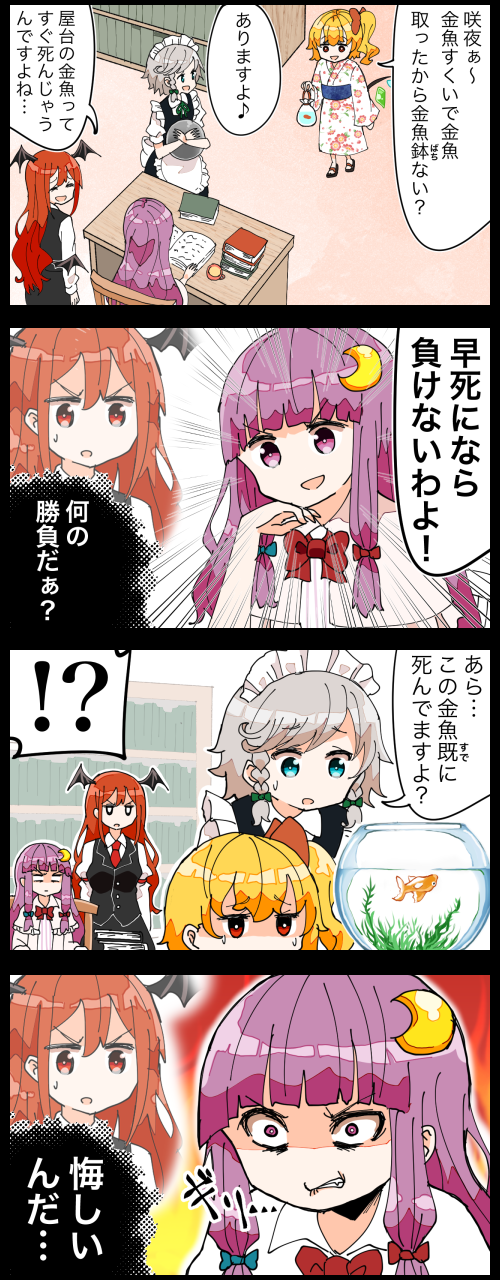 咲夜ぁ〜
金魚すくいで金魚
取ったから金魚鉢ない?
ばち
ありますよ♪
屋台の金魚って
すぐ死んじゃう
んですよね…
早死になら
負けないわよ!
何の
勝負だぁ?
あら…
この金魚既に
すで
死んでますよ?
!?
ギリ…
悔しい
んだ…